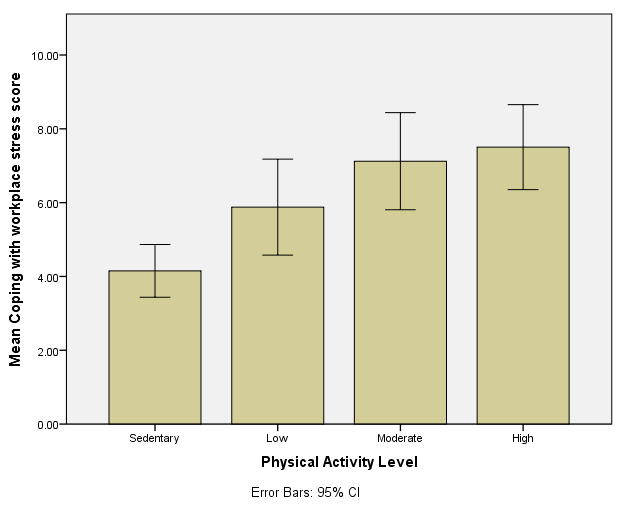 Mean Coping with workplace stress score
10.00
8.00
6.00
4.00
2.00
0.00
Sedentary
Low
Moderate
High
Physical Activity Level
Error Bars: 95% CI